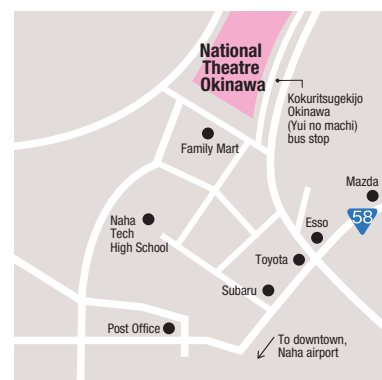 National
Theatre
Okinawa
Kokuritsugekijo
Okinawa
(Yui no machi)
bus stop
Family Mart
Mazda
58
Naha
Tech
High School
Esso
Toyota
Subaru
Post Office
To downtown,
Naha airport